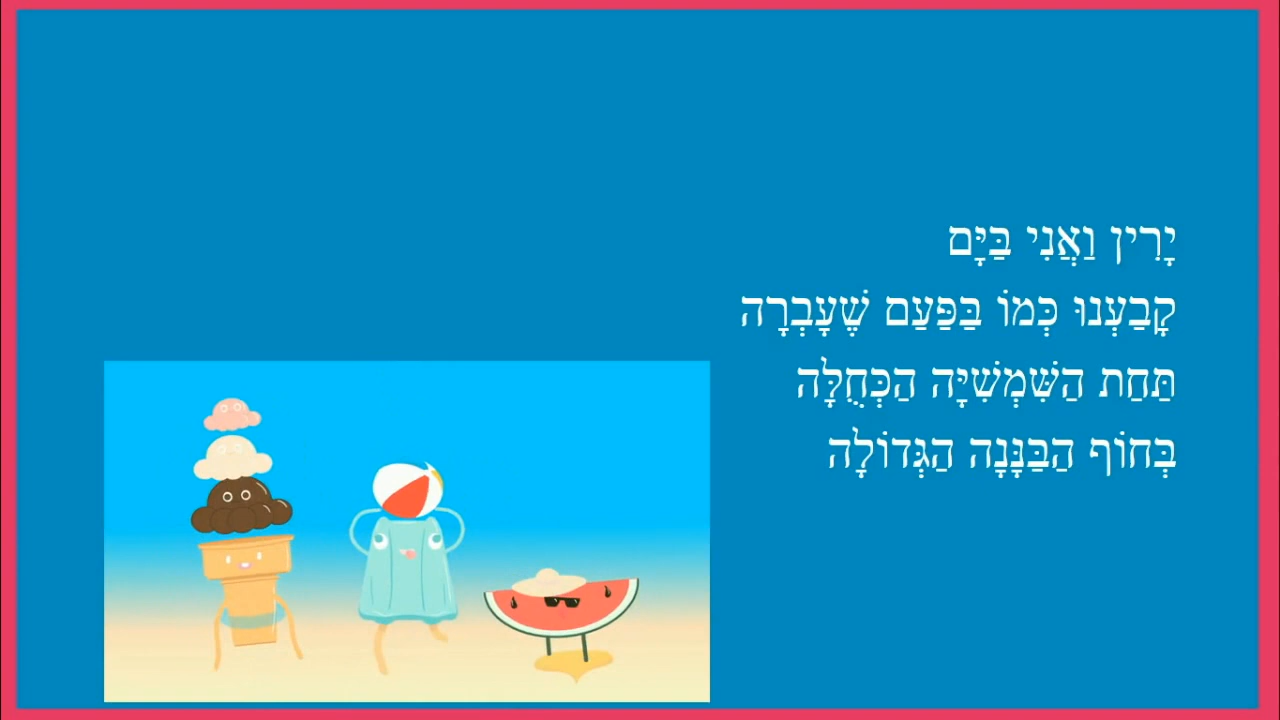 יָרִין וַאֲנִי בַּיָּם
קָבַעְנוּ כְּמוֹ בַּפַּעַם שֶׁעָבְרָה
תַּחַת הַשִּׁמְשִׁיָּה הַכְּחֻלָּה
בְּחוֹף הַבַּנָּנָה הַגְּדוֹלָה